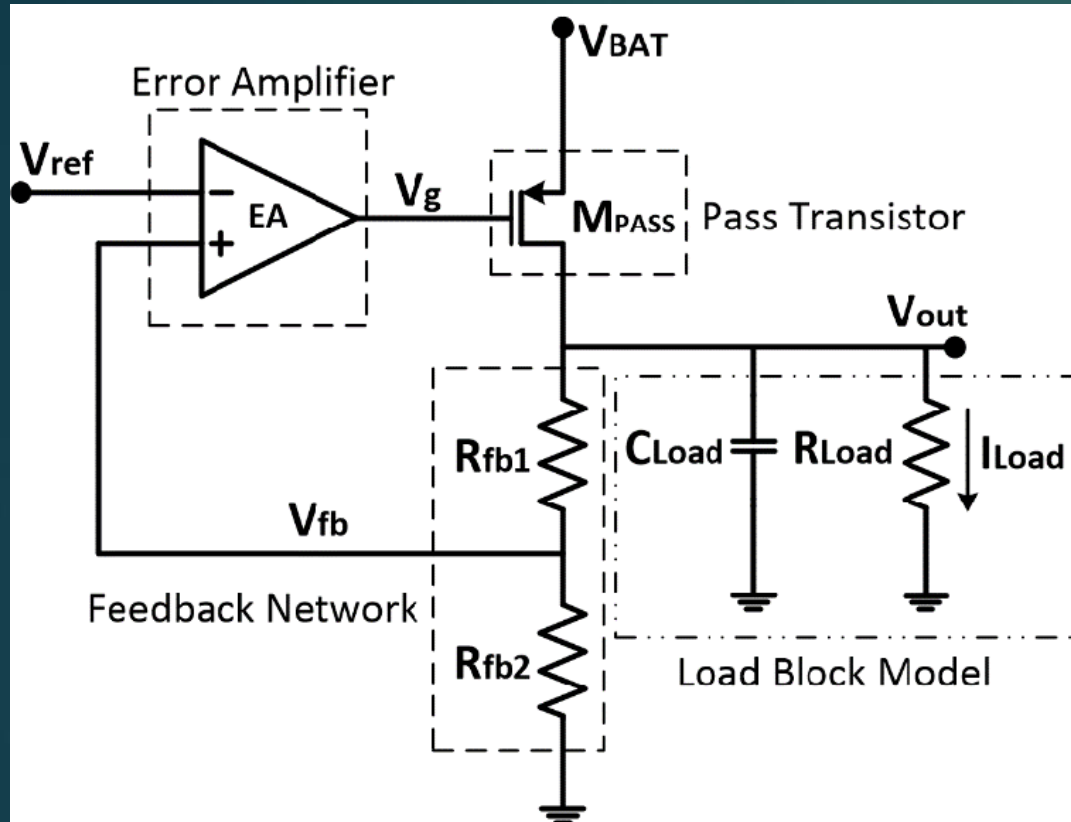 VBAT
Error Amplifier
Vref
−
EA
+
Vg
MPASS
Pass Transistor
Vout
Rfb1
CLoad
RLoad
ILoad
Vfb
Feedback Network
Rfb2
Load Block Model